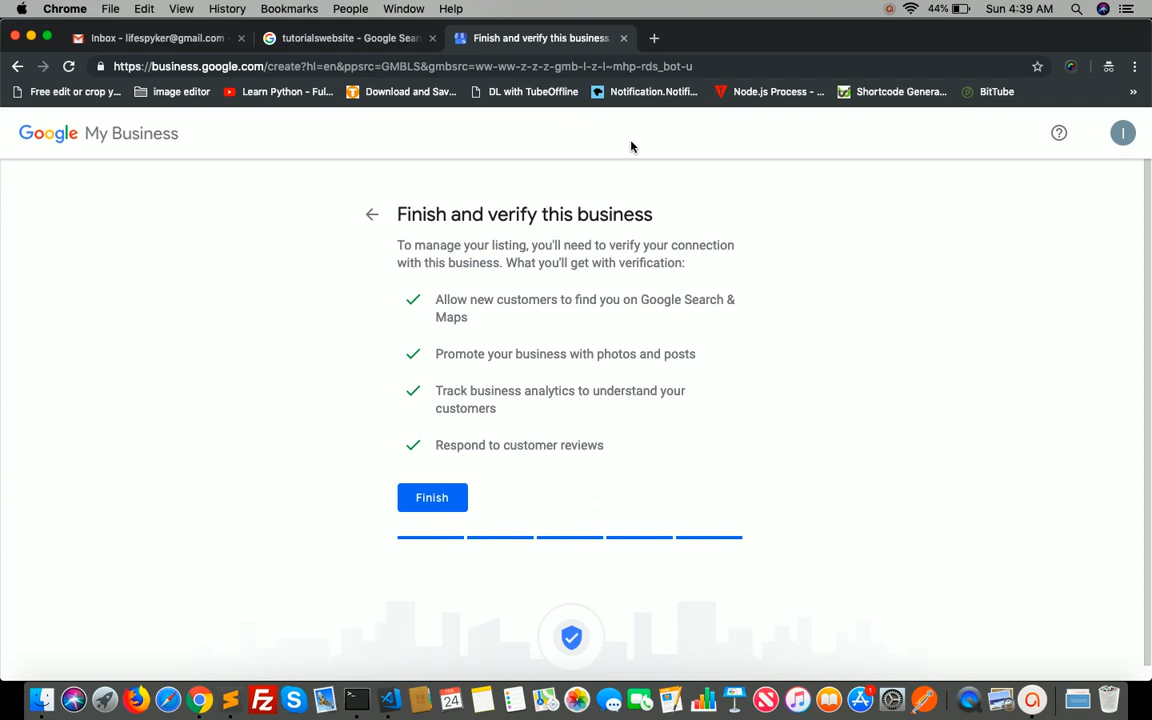 Chrome File Edit View History Bookmarks People Window Help 44% Sun 4:39 AM
Inbox - lifespyker@gmail.com - tutorialswebsite - Google Sear Finish and verify this business
https://business.google.com/create?hl=en&ppsrc=GMBLS&gmbsrc=ww-ww-z-z-z-gmb-l-z-l~mhp-rds_bot-u
Free edit or crop y... image editor Learn Python - Ful... Download and Sav... DL with TubeOffline Notification.Notifi... Node.js Process - ... Shortcode Genera... BitTube »
Google My Business I
Finish and verify this business
To manage your listing, you'll need to verify your connection
with this business. What you'll get with verification:
Allow new customers to find you on Google Search &
Maps
Promote your business with photos and posts
Track business analytics to understand your
customers
Respond to customer reviews
Finish
24 1